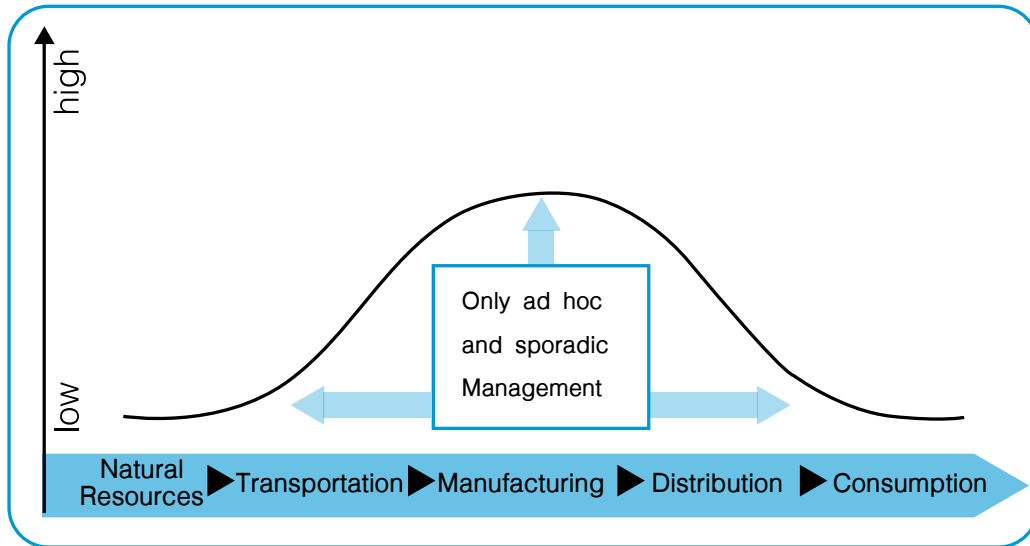 high
low
Only ad hoc
and sporadic
Management
Natural
Resources
Transportation
Manufacturing
Distribution
Consumption